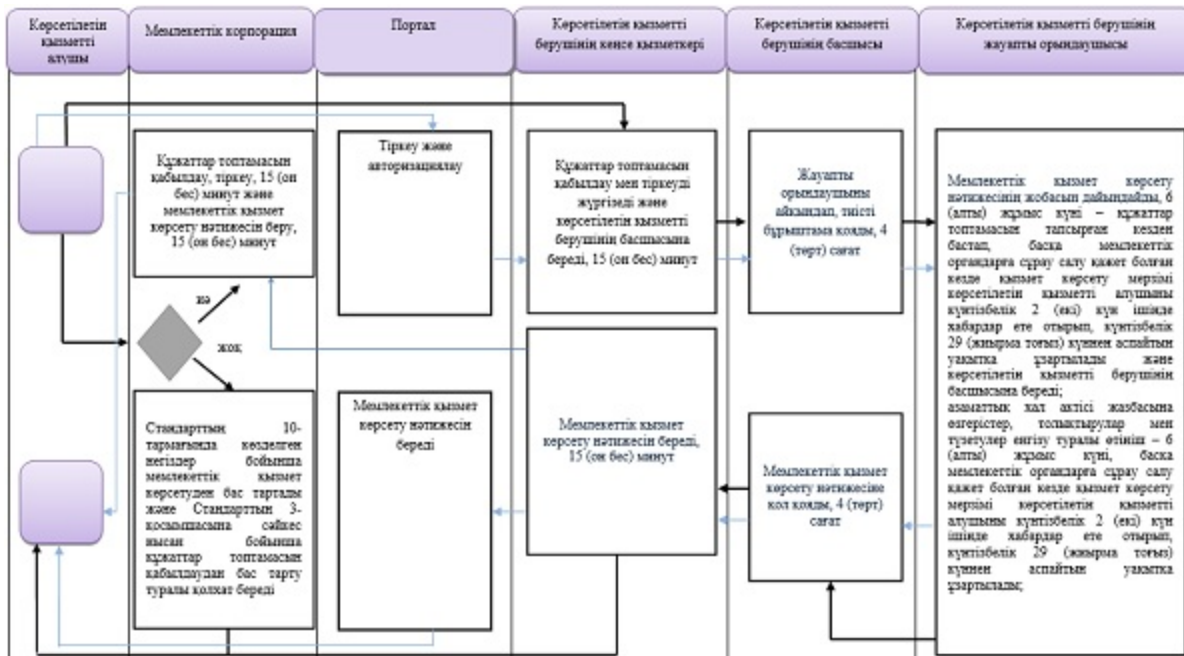 Көрсетілетін
қызметті
алушы
Мемлекеттік корпорация
Портал
Көрсетілетін қызметті
берушінің кеңсе қызметкері
Көрсетілетін қызметті
берушінің басшысы
Көрсетілетін қызметті берушінің
жауапты орындаушысы
Құжаттар топтамасын
қабылдау, тіркеу, 15 (он
бес) минут және
мемлекеттік қызмет
көрсету нәтижесін беру,
15 (он бес) минут
иә
жоқ
Стандарттың 10-
тармағында көзделген
негіздер бойынша
мемлекеттік қызмет
көрсетуден бас тартады
және Стандарттың 3-
қосымшасына сәйкес
нысан бойынша
құжаттар топтамасын
қабылдаудан бас тарту
туралы қолхат береді
Тіркеу және
авторизациялау
Мемлекеттік қызмет
көрсету нәтижесін
береді
Құжаттар топтамасын
қабылдау мен тіркеуді
жүргізеді және
көрсетілетін қызметті
берушінің басшысына
береді, 15 (он бес) минут
Мемлекеттік қызмет
көрсету нәтижесін береді,
15 (он бес) минут
Жауапты
орындаушыны
айқындап, тиісті
бұрыштама қояды, 4
(төрт) сағат
Мемлекеттік қызмет
көрсету нәтижесіне
қол қояды, 4 (төрт)
сағат
Мемлекеттік қызмет көрсету
нәтижесінің жобасын дайындайды, 6
(алты) жұмыс күні – құжаттар
топтамасын тапсырған кезден
бастап, басқа мемлекеттік
органдарға сұрау салу қажет болған
кезде қызмет көрсету мерзімі
көрсетілетін қызметті алушыны
күнтізбелік 2 (екі) күн ішінде
хабардар ете отырып, күнтізбелік
29 (жиырма тоғыз) күннен аспайтын
уақытқа ұзартылады және
көрсетілетін қызметті берушінің
басшысына береді;
азаматтық хал актісі жазбасына
өзгерістер, толықтырулар мен
түзетулер енгізу туралы өтініш – 6
(алты) жұмыс күні, басқа
мемлекеттік органдарға сұрау салу
қажет болған кезде қызмет көрсету
мерзімі көрсетілетін қызметті
алушыны күнтізбелік 2 (екі) күн
ішінде хабардар ете отырып,
күнтізбелік 29 (жиырма тоғыз)
күннен аспайтын уақытқа
ұзартылады;